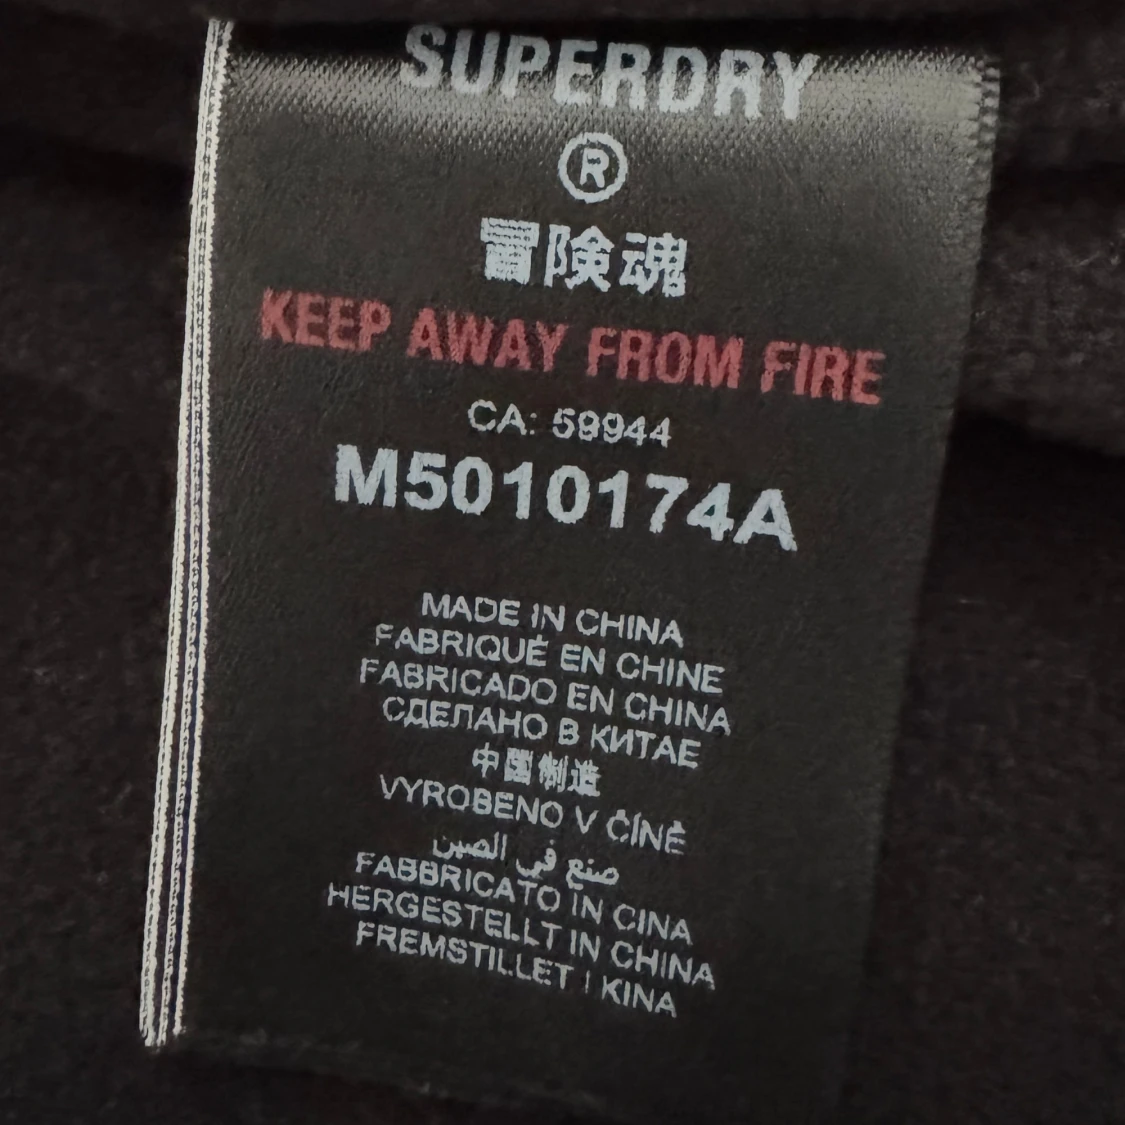 SUPERDRY
®
冒険魂
KEEP AWAY FROM FIRE
CA: 59944
M5010174A
MADE IN CHINA
FABRIQUÉ EN CHINE
FABRICADO EN CHINA
СДЕЛАНО В КИТАЕ
中国制造
VYROBENO V ČÍNĚ
صنع في الصين
FABBRICATO IN CINA
HERGESTELLT IN CHINA
FREMSTILLET I KINA